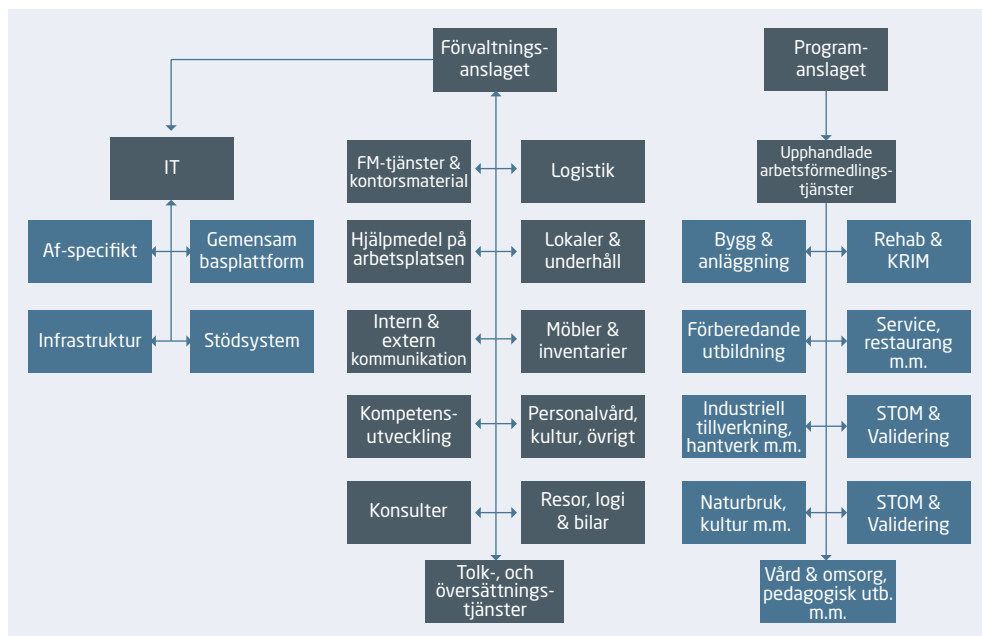 Förvaltnings-
anslaget
Program-
anslaget
IT
Af-specifikt
Gemensam
basplattform
Infrastruktur
Stödsystem
FM-tjänster &
kontorsmaterial
Logistik
Hjälpmedel på
arbetsplatsen
Lokaler &
underhåll
Intern &
extern
kommunikation
Möbler &
inventarier
Kompetens-
utveckling
Personalvård,
kultur, övrigt
Konsulter
Resor, logi
& bilar
Tolk-, och
översättnings-
tjänster
Upphandlade
arbetsförmedlings-
tjänster
Bygg &
anläggning
Rehab &
KRIM
Förberedande
utbildning
Service,
restaurang
m.m.
Industriell
tillverkning,
hantverk m.m.
STOM &
Validering
Naturbruk,
kultur m.m.
STOM &
Validering
Vård & omsorg,
pedagogisk utb.
m.m.